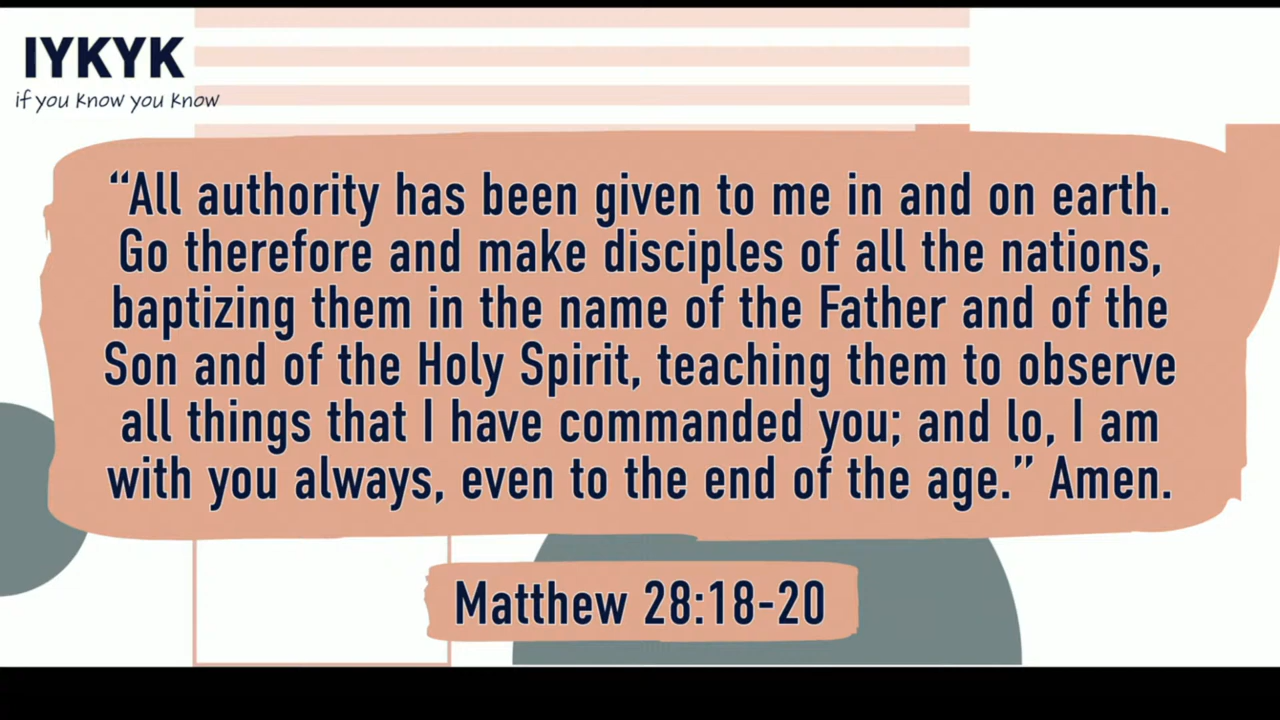 IYKYK
if you know you know
“All authority has been given to me in and on earth.
Go therefore and make disciples of all the nations,
baptizing them in the name of the Father and of the
Son and of the Holy Spirit, teaching them to observe
all things that I have commanded you; and lo, I am
with you always, even to the end of the age.” Amen.
Matthew 28:18-20